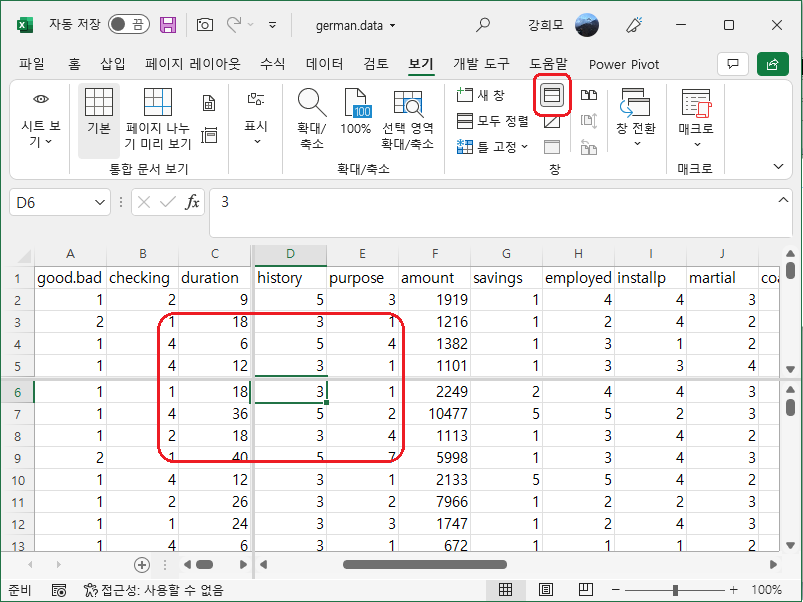 자동 저장 끔 german.data 강희모
파일 홈 삽입 페이지 레이아웃 수식 데이터 검토 보기 개발 도구 도움말 Power Pivot
시트 보기
기본
페이지 나누기 미리 보기
통합 문서 보기
표시
확대/축소
100%
선택 영역 확대/축소
확대/축소
새 창
모두 정렬
틀 고정
창 전환
창
매크로
매크로
D6 fx 3
A B C D E F G H I J
1 good.bad checking duration history purpose amount savings employed installp martial coa
2 1 2 9 5 3 1919 1 4 4 3
3 2 1 18 3 1 1216 1 2 4 2
4 1 4 6 5 4 1382 1 3 1 2
5 1 4 12 3 1 1101 1 3 3 4
6 1 1 18 3 1 2249 2 4 4 3
7 1 4 36 5 2 10477 5 5 2 3
8 1 2 18 3 4 1113 1 3 4 2
9 2 1 40 5 7 5998 1 3 4 3
10 1 4 12 3 1 2133 5 5 4 2
11 1 2 26 3 2 7966 1 2 2 3
12 1 1 24 3 3 1747 1 2 4 3
13 1 4 6 3 1 672 1 1 1 2
준비 접근성: 사용할 수 없음 100%